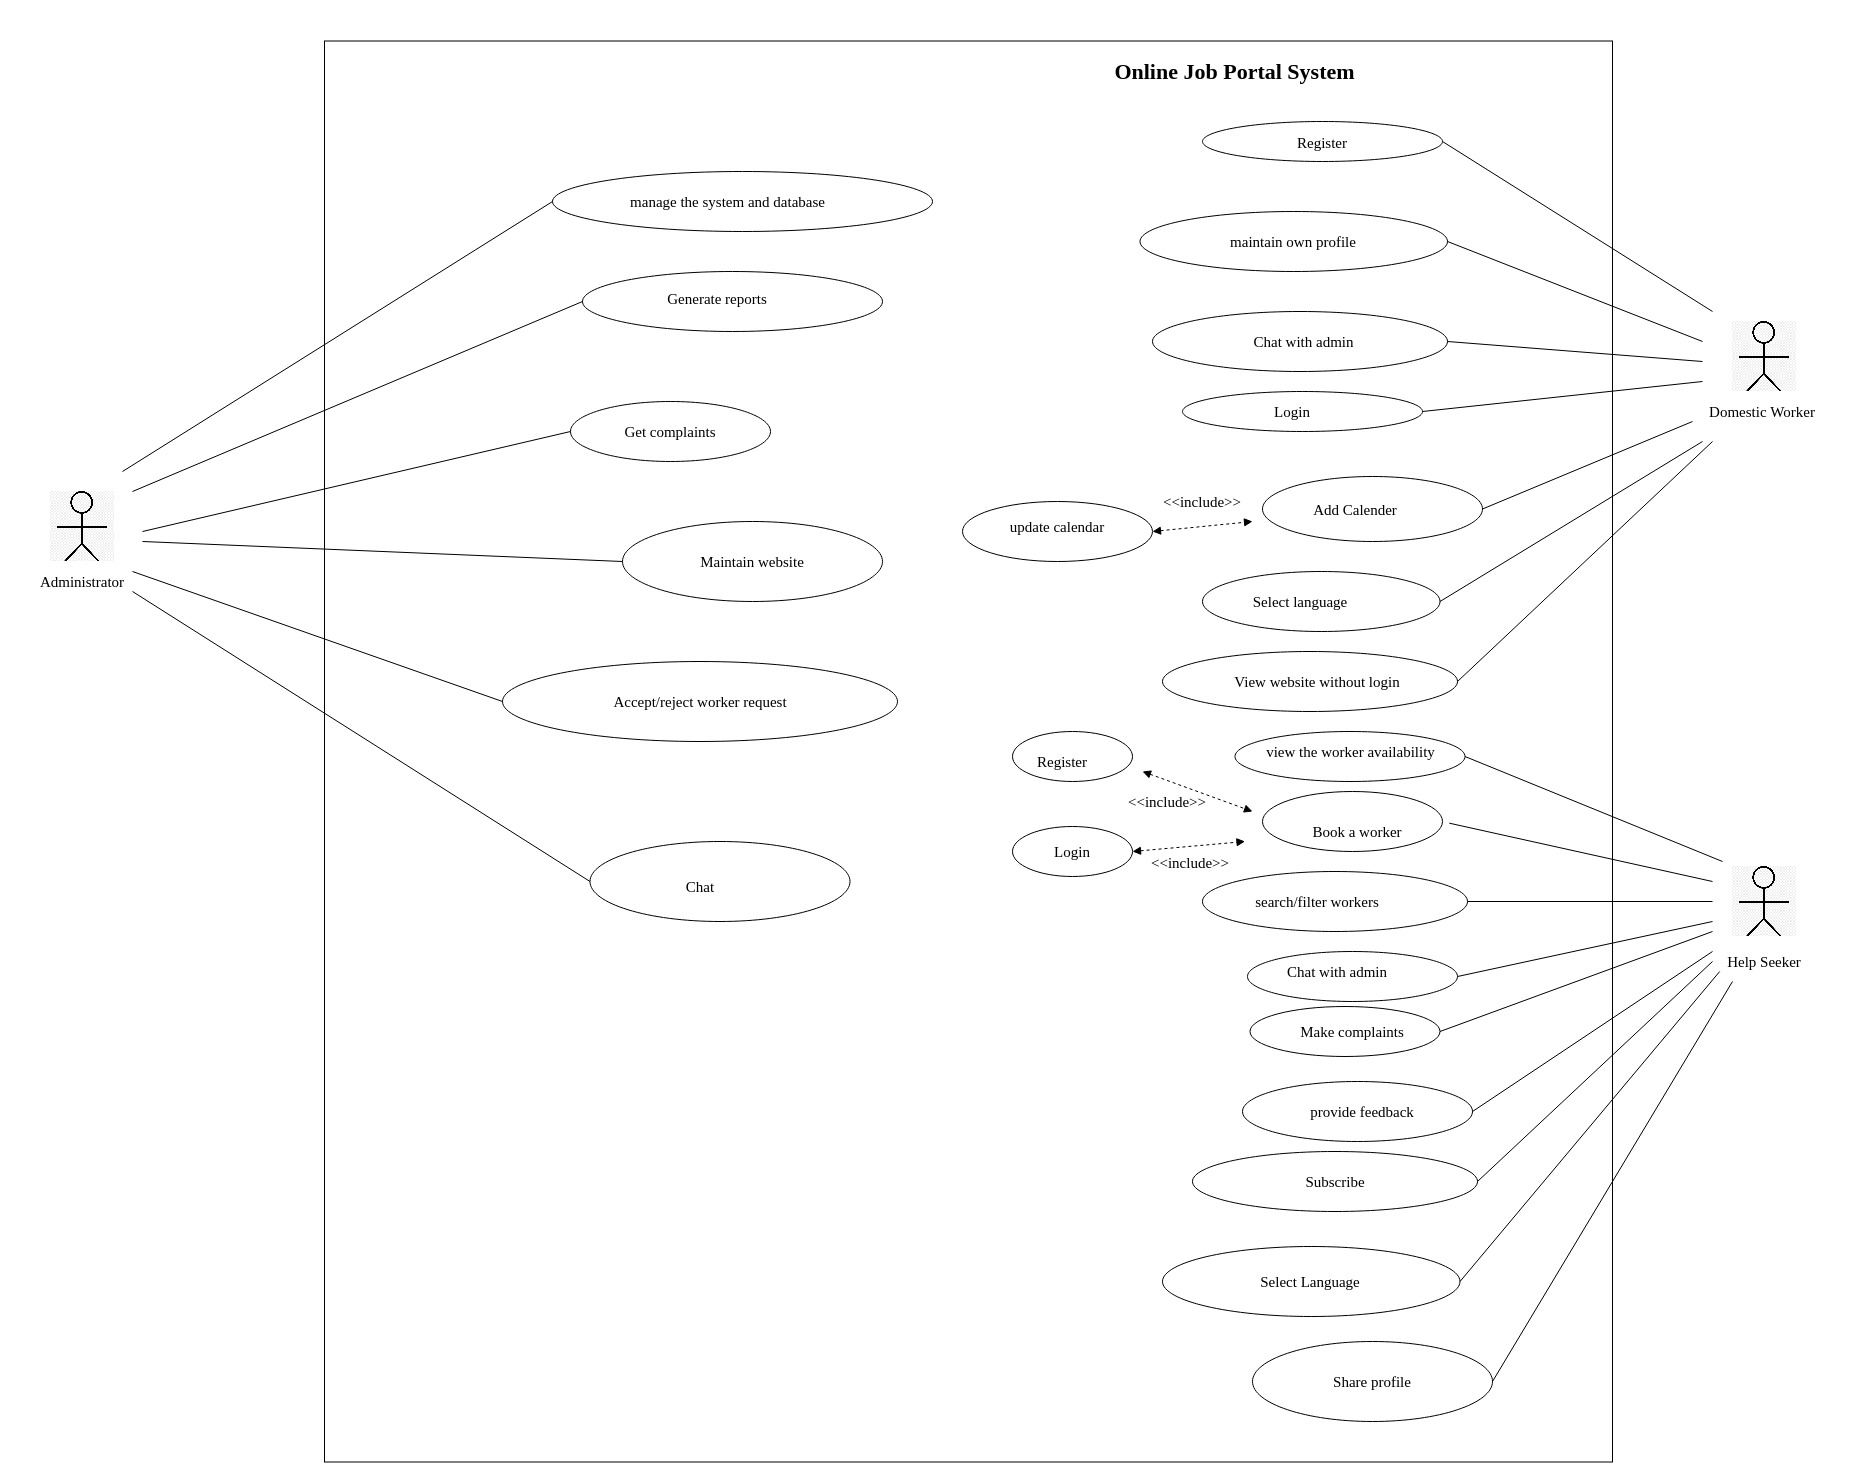 Online Job Portal System
Register
manage the system and database
maintain own profile
Generate reports
Chat with admin
Login
Domestic Worker
Get complaints
<<include>>
Add Calender
update calendar
Maintain website
Administrator
Select language
View website without login
Accept/reject worker request
view the worker availability
Register
<<include>>
Book a worker
Login
<<include>>
Chat
search/filter workers
Help Seeker
Chat with admin
Make complaints
provide feedback
Subscribe
Select Language
Share profile